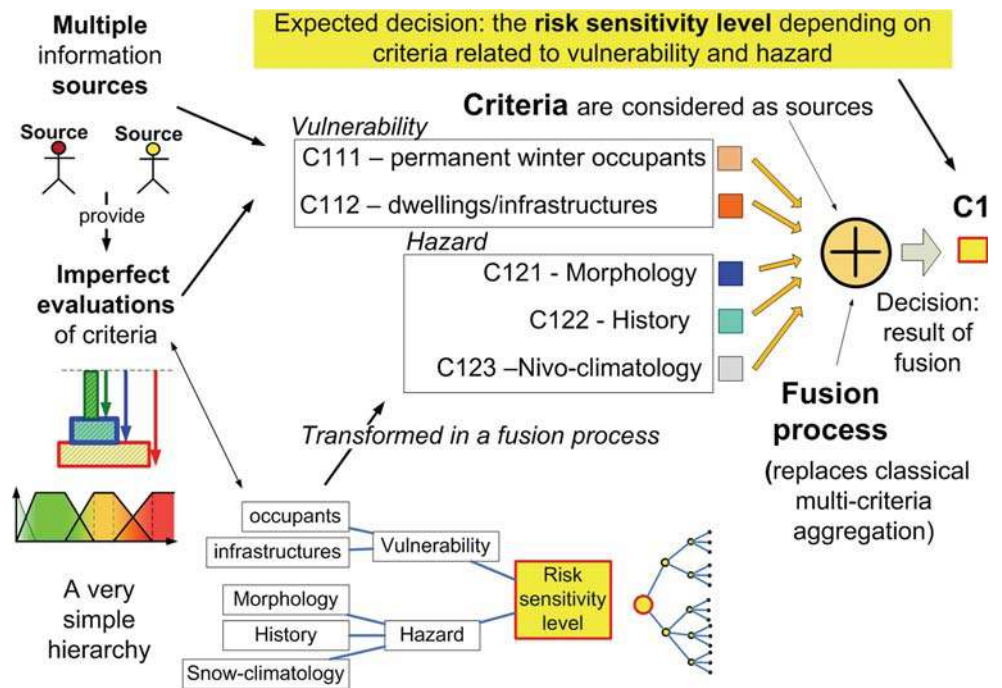 Expected decision: the risk sensitivity level depending on
criteria related to vulnerability and hazard
Multiple
information
sources
Source
Source
provide
Imperfect
evaluations
of criteria
Criteria are considered as sources
Vulnerability
C111 – permanent winter occupants
C112 – dwellings/infrastructures
Hazard
C121 - Morphology
C122 - History
C123 –Nivo-climatology
C1
Decision:
result of
fusion
Fusion
process
(replaces classical
multi-criteria
aggregation)
Transformed in a fusion process
occupants
infrastructures
Vulnerability
Morphology
History
Snow-climatology
Hazard
Risk
sensitivity
level
A very
simple
hierarchy